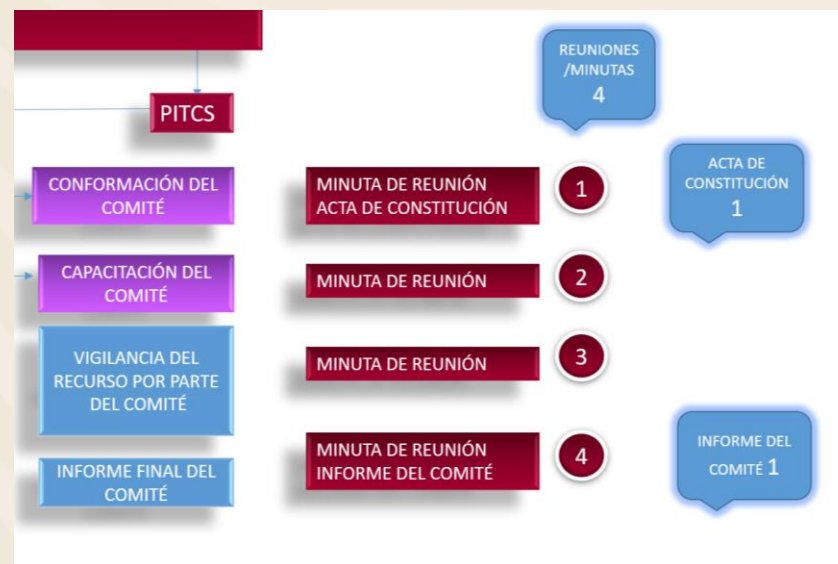 REUNIONES
/MINUTAS
4
PITCS
CONFORMACIÓN DEL
COMITÉ
MINUTA DE REUNIÓN
ACTA DE CONSTITUCIÓN
1
ACTA DE
CONSTITUCIÓN
1
CAPACITACIÓN DEL
COMITÉ
MINUTA DE REUNIÓN
2
VIGILANCIA DEL
RECURSO POR PARTE
DEL COMITÉ
MINUTA DE REUNIÓN
3
INFORME FINAL DEL
COMITÉ
MINUTA DE REUNIÓN
INFORME DEL COMITÉ
4
INFORME DEL
COMITÉ 1